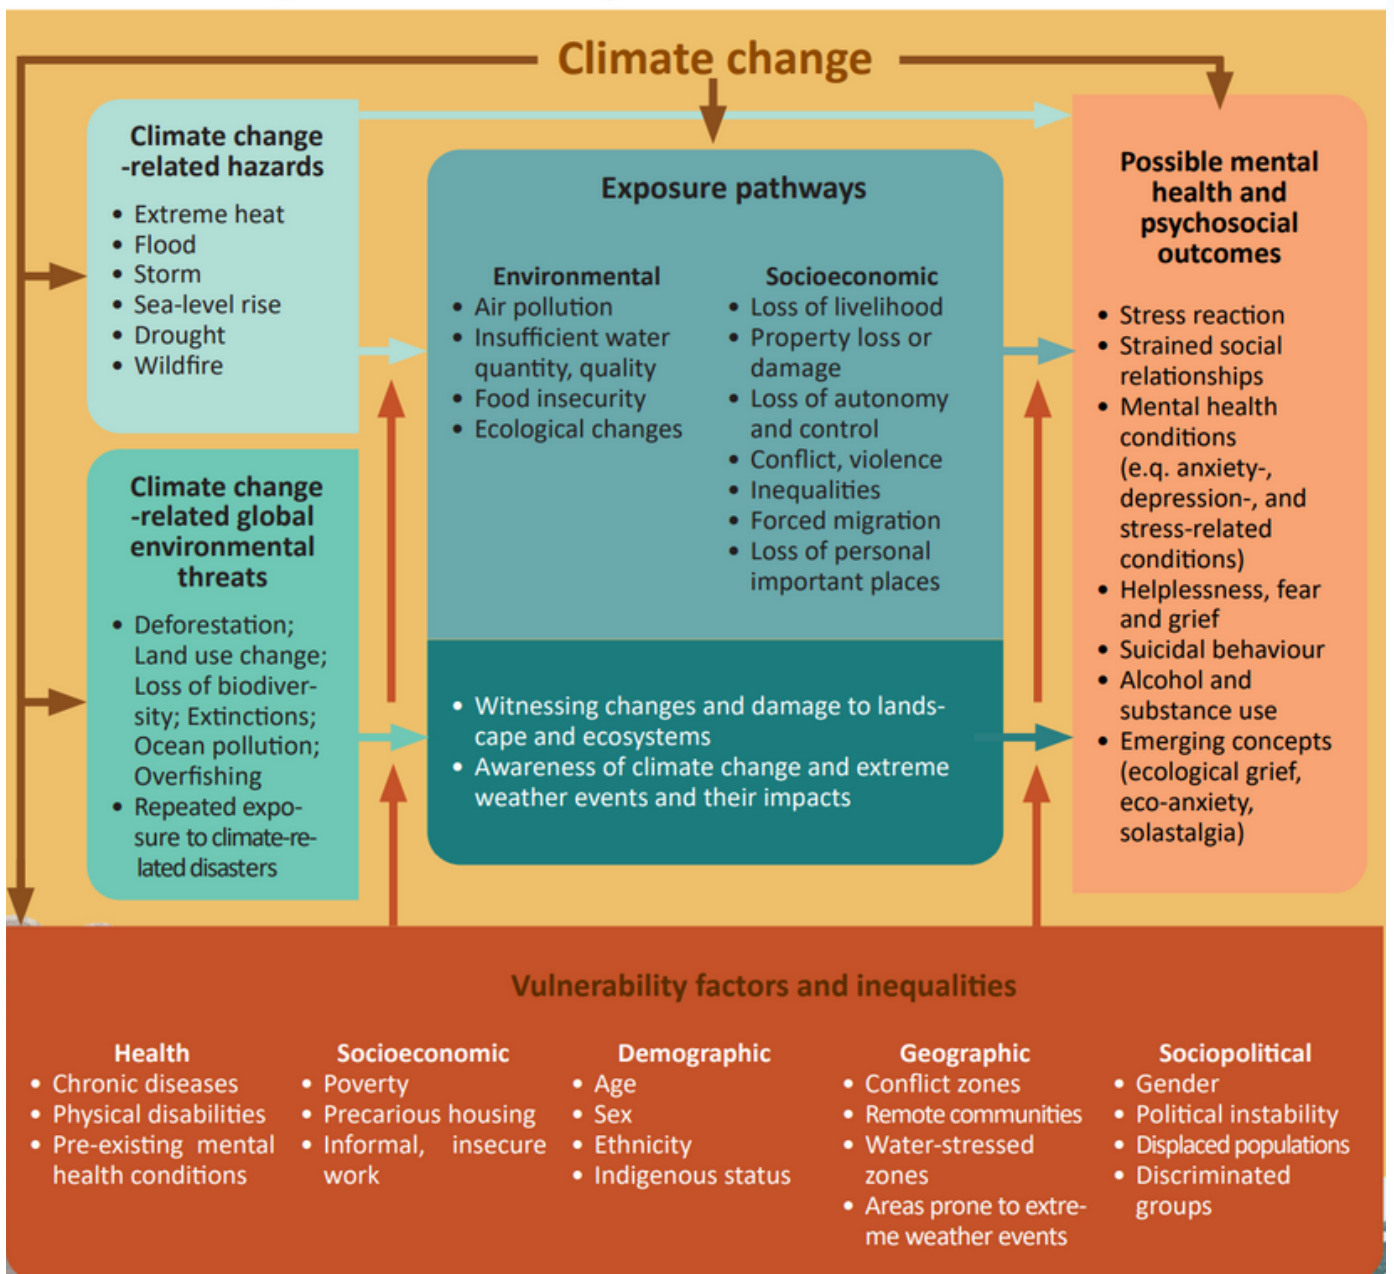 Climate change
Climate change
-related hazards
• Extreme heat
• Flood
• Storm
• Sea-level rise
• Drought
• Wildfire
Climate change
-related global
environmental
threats
• Deforestation;
Land use change;
Loss of biodiver-
sity; Extinctions;
Ocean pollution;
Overfishing
• Repeated expo-
sure to climate-re-
lated disasters
Exposure pathways
Environmental
• Air pollution
• Insufficient water
quantity, quality
• Food insecurity
• Ecological changes
Socioeconomic
• Loss of livelihood
• Property loss or
damage
• Loss of autonomy
and control
• Conflict, violence
• Inequalities
• Forced migration
• Loss of personal
important places
• Witnessing changes and damage to lands-
cape and ecosystems
• Awareness of climate change and extreme
weather events and their impacts
Possible mental
health and
psychosocial
outcomes
• Stress reaction
• Strained social
relationships
• Mental health
conditions
(e.q. anxiety-,
depression-, and
stress-related
conditions)
• Helplessness, fear
and grief
• Suicidal behaviour
• Alcohol and
substance use
• Emerging concepts
(ecological grief,
eco-anxiety,
solastalgia)
Vulnerability factors and inequalities
Health
• Chronic diseases
• Physical disabilities
• Pre-existing mental
health conditions
Socioeconomic
• Poverty
• Precarious housing
• Informal, insecure
work
Demographic
• Age
• Sex
• Ethnicity
• Indigenous status
Geographic
• Conflict zones
• Remote communities
• Water-stressed
zones
• Areas prone to extre-
me weather events
Sociopolitical
• Gender
• Political instability
• Displaced populations
• Discriminated
groups